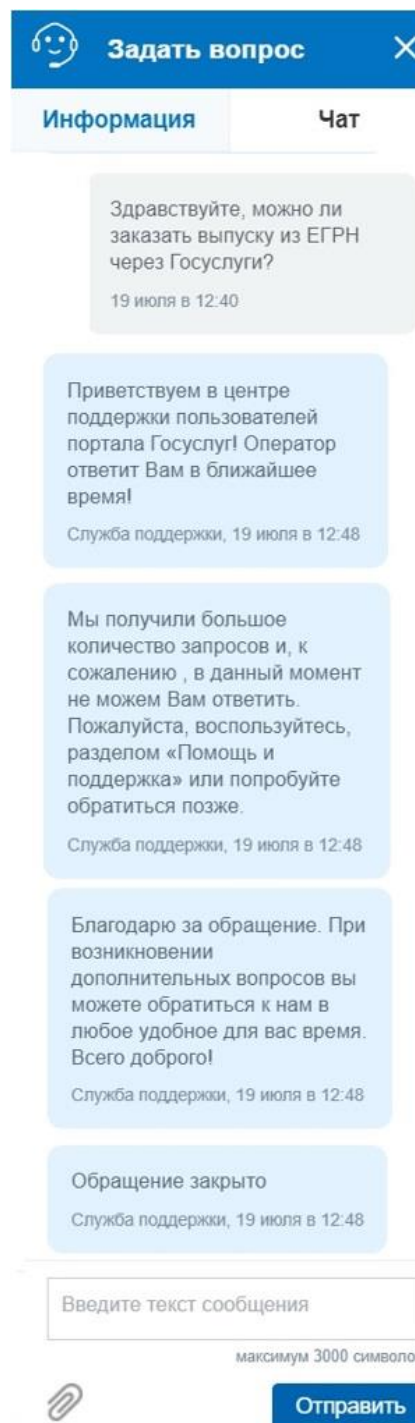 Задать вопрос
Информация
Чат
Здравствуйте, можно ли
заказать выпуску из ЕГРН
через Госуслуги?
19 июля в 12:40
Приветствуем в центре
поддержки пользователей
портала Госуслуг! Оператор
ответит Вам в ближайшее
время!
Служба поддержки, 19 июля в 12:48
Мы получили большое
количество запросов и, к
сожалению , в данный момент
не можем Вам ответить.
Пожалуйста, воспользуйтесь,
разделом «Помощь и
поддержка» или попробуйте
обратиться позже.
Служба поддержки, 19 июля в 12:48
Благодарю за обращение. При
возникновении
дополнительных вопросов вы
можете обратиться к нам в
любое удобное для вас время.
Всего доброго!
Служба поддержки, 19 июля в 12:48
Обращение закрыто
Служба поддержки, 19 июля в 12:48
Введите текст сообщения
максимум 3000 символо
Отправить